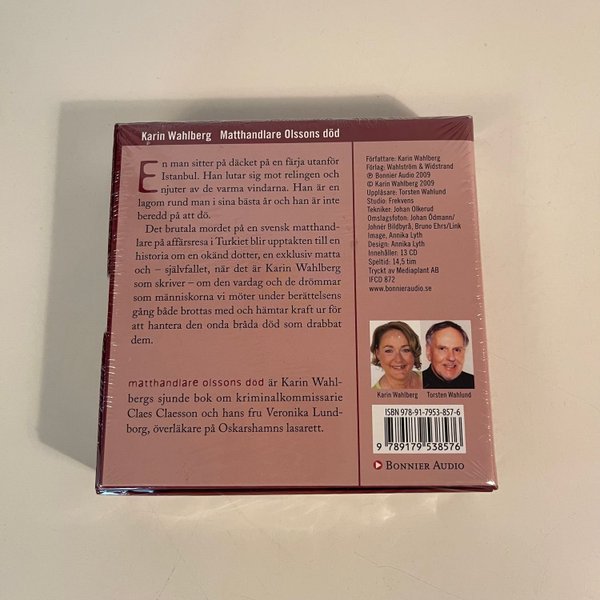 Karin Wahlberg Matthandlare Olssons död
En man sitter på däcket på en färja utanför
Istanbul. Han lutar sig mot relingen och
njuter av de varma vindarna. Han är en
lagom rund man i sina bästa år och han är inte
beredd på att dö.
Det brutala mordet på en svensk matthand-
lare på affärsresa i Turkiet blir upptakten till en
historia om en okänd dotter, en exklusiv matta
och – självfallet, när det är Karin Wahlberg
som skriver – om den vardag och de drömmar
som människorna vi möter under berättelsens
gång både brottas med och hämtar kraft ur för
att hantera den onda bråda död som drabbat
dem.
matthandlare olssons död är Karin Wahl-
bergs sjunde bok om kriminalkommissarie
Claes Claesson och hans fru Veronika Lund-
borg, överläkare på Oskarshamns lasarett.
Författare: Karin Wahlberg
Förlag: Wahlström & Widstrand
℗ Bonnier Audio 2009
© Karin Wahlberg 2009
Uppläsare: Torsten Wahlund
Studio: Frekvens
Tekniker: Johan Olkerud
Omslagsfoton: Johan Ödmann/
Johnér Bildbyrå, Bruno Ehrs/Link
Image, Annika Lyth
Design: Annika Lyth
Innehåller: 13 CD
Speltid: 14,5 tim
Tryckt av Mediaplant AB
IFCD 872
www.bonnieraudio.se
Karin Wahlberg Torsten Wahlund
ISBN 978-91-7953-857-6
9 789179 538576
BONNIER AUDIO